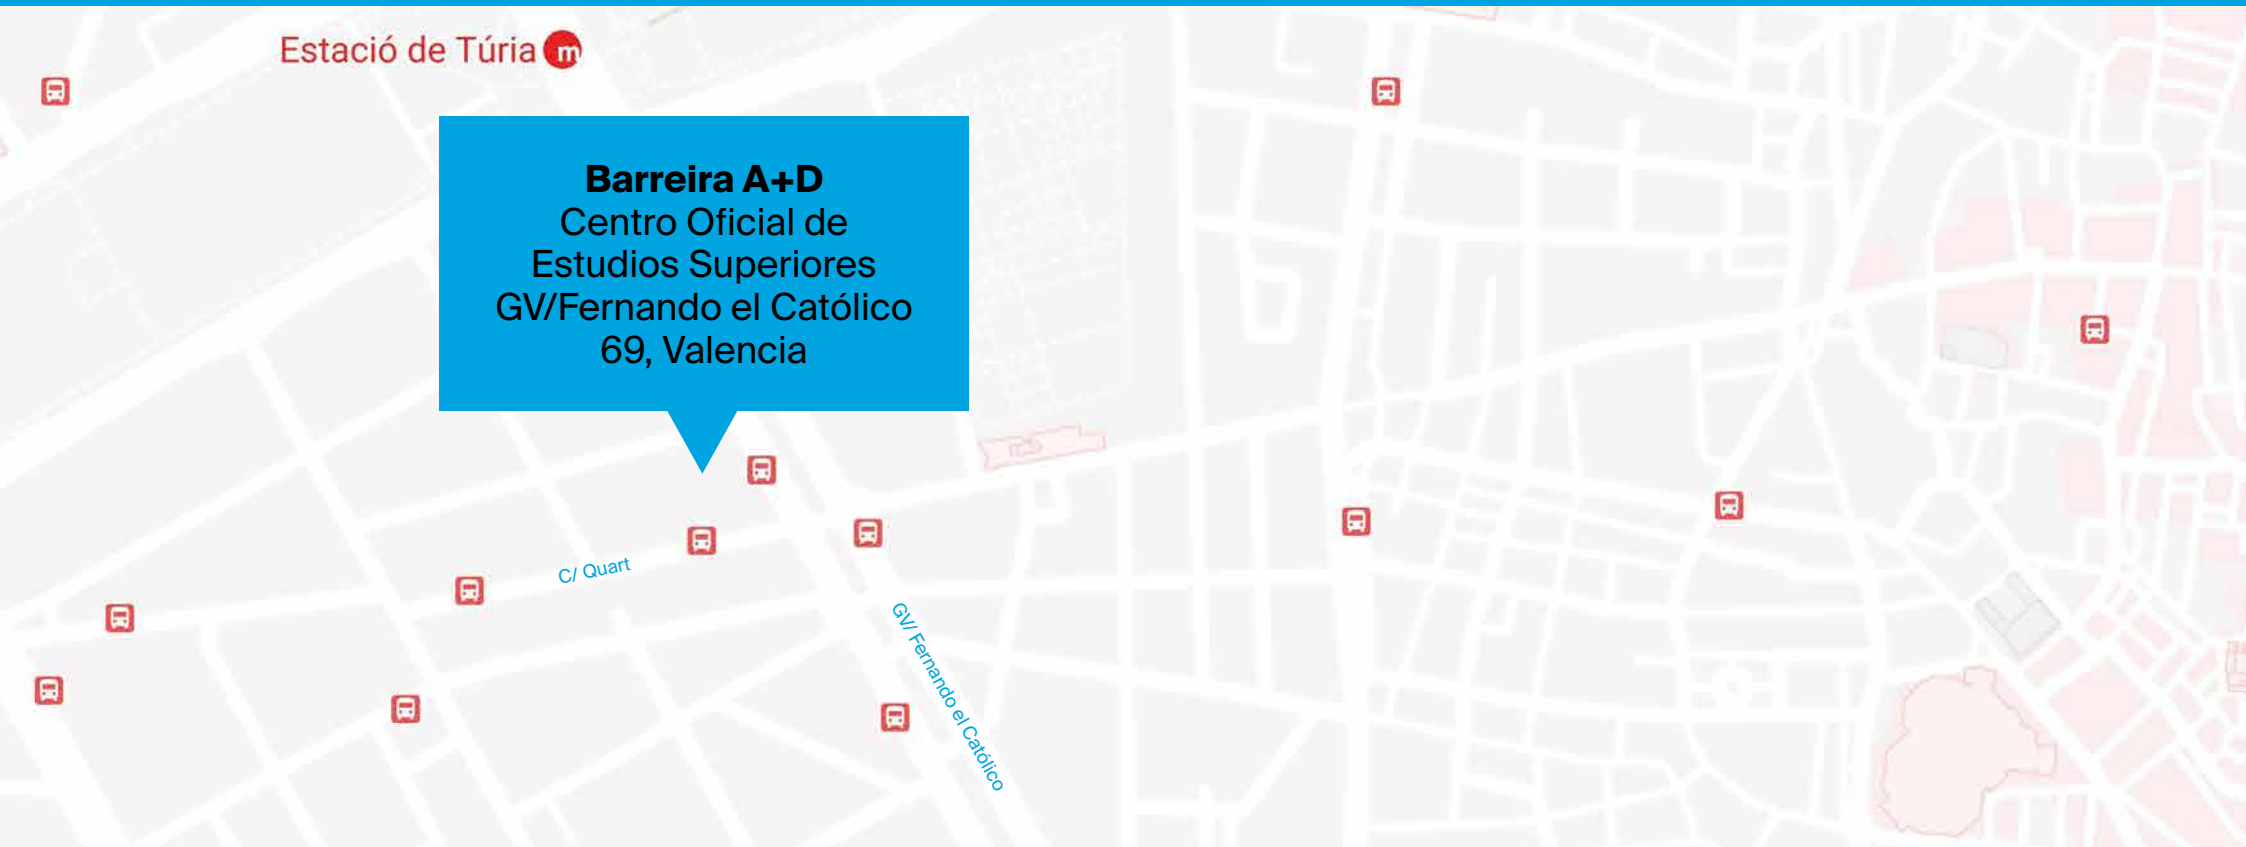 Estació de Túria m
Barreira A+D
Centro Oficial de
Estudios Superiores
GV/Fernando el Católico
69, Valencia
C/ Quart
GV/ Fernando el Católico